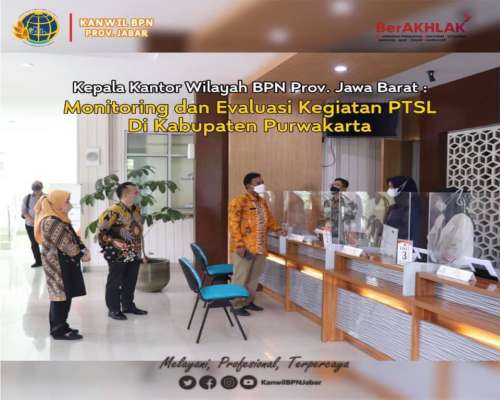 KANWIL BPN
PROV. JABAR
BerAKHLAK
Kepala Kantor Wilayah BPN Prov. Jawa Barat :
Monitoring dan Evaluasi Kegiatan PTSL
Di Kabupaten Purwakarta
3
Melayani, Profesional, Terpercaya
KanwilBPNJabar